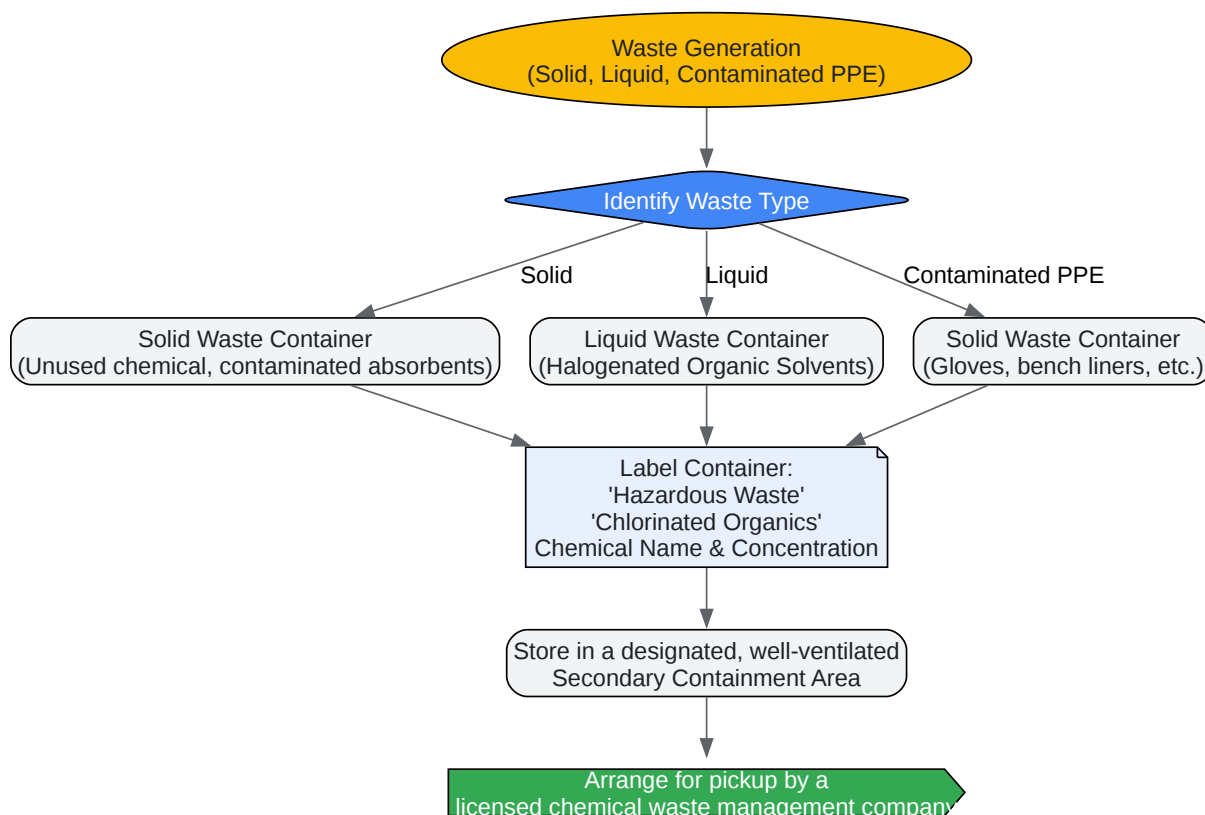 Waste Generation
(Solid, Liquid, Contaminated PPE)
Identify Waste Type
Solid
Liquid
Contaminated PPE
Solid Waste Container
(Unused chemical, contaminated absorbents)
Liquid Waste Container
(Halogenated Organic Solvents)
Solid Waste Container
(Gloves, bench liners, etc.)
Label Container:
'Hazardous Waste'
'Chlorinated Organics'
Chemical Name & Concentration
Store in a designated, well-ventilated
Secondary Containment Area
Arrange for pickup by a
licensed chemical waste management company